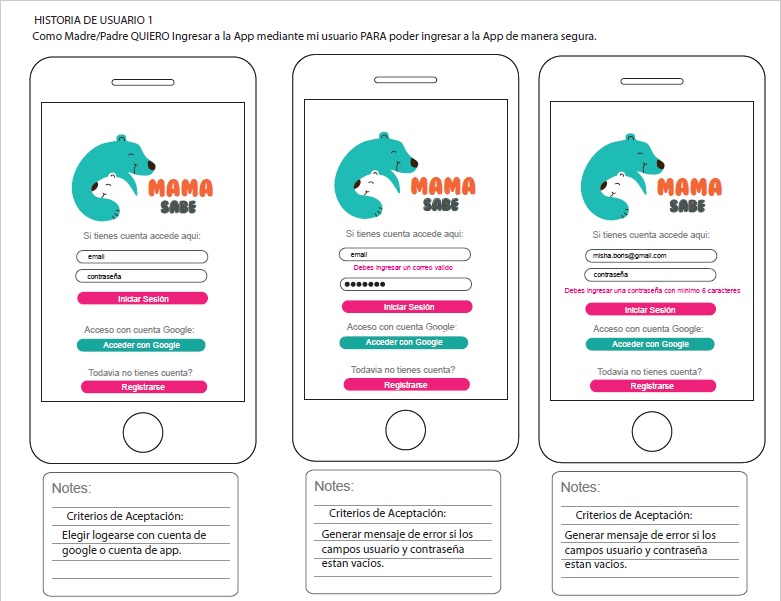 HISTORIA DE USUARIO 1
Como Madre/Padre QUIERO Ingresar a la App mediante mi usuario PARA poder ingresar a la App de manera segura.
MAMA
SABE
Si tienes cuenta accede aqui:
email
contraseña
Iniciar Sesión
Acceso con cuenta Google:
Acceder con Google
Todavia no tienes cuenta?
Registrarse
Notes:
Criterios de Aceptación:
Elegir logearse con cuenta de
google o cuenta de app.
MAMA
SABE
Si tienes cuenta accede aqui:
email
Debes ingresar un correo valido
Iniciar Sesión
Acceso con cuenta Google:
Acceder con Google
Todavia no tienes cuenta?
Registrarse
Notes:
Criterios de Aceptación:
Generar mensaje de error si los
campos usuario y contraseña
estan vacios.
MAMA
SABE
Si tienes cuenta accede aqui:
misha.boris@gmail.com
contraseña
Debes ingresar una contraseña con minimo 6 caracteres
Iniciar Sesión
Acceso con cuenta Google:
Acceder con Google
Todavia no tienes cuenta?
Registrarse
Notes:
Criterios de Aceptación:
Generar mensaje de error si los
campos usuario y contraseña
estan vacios.